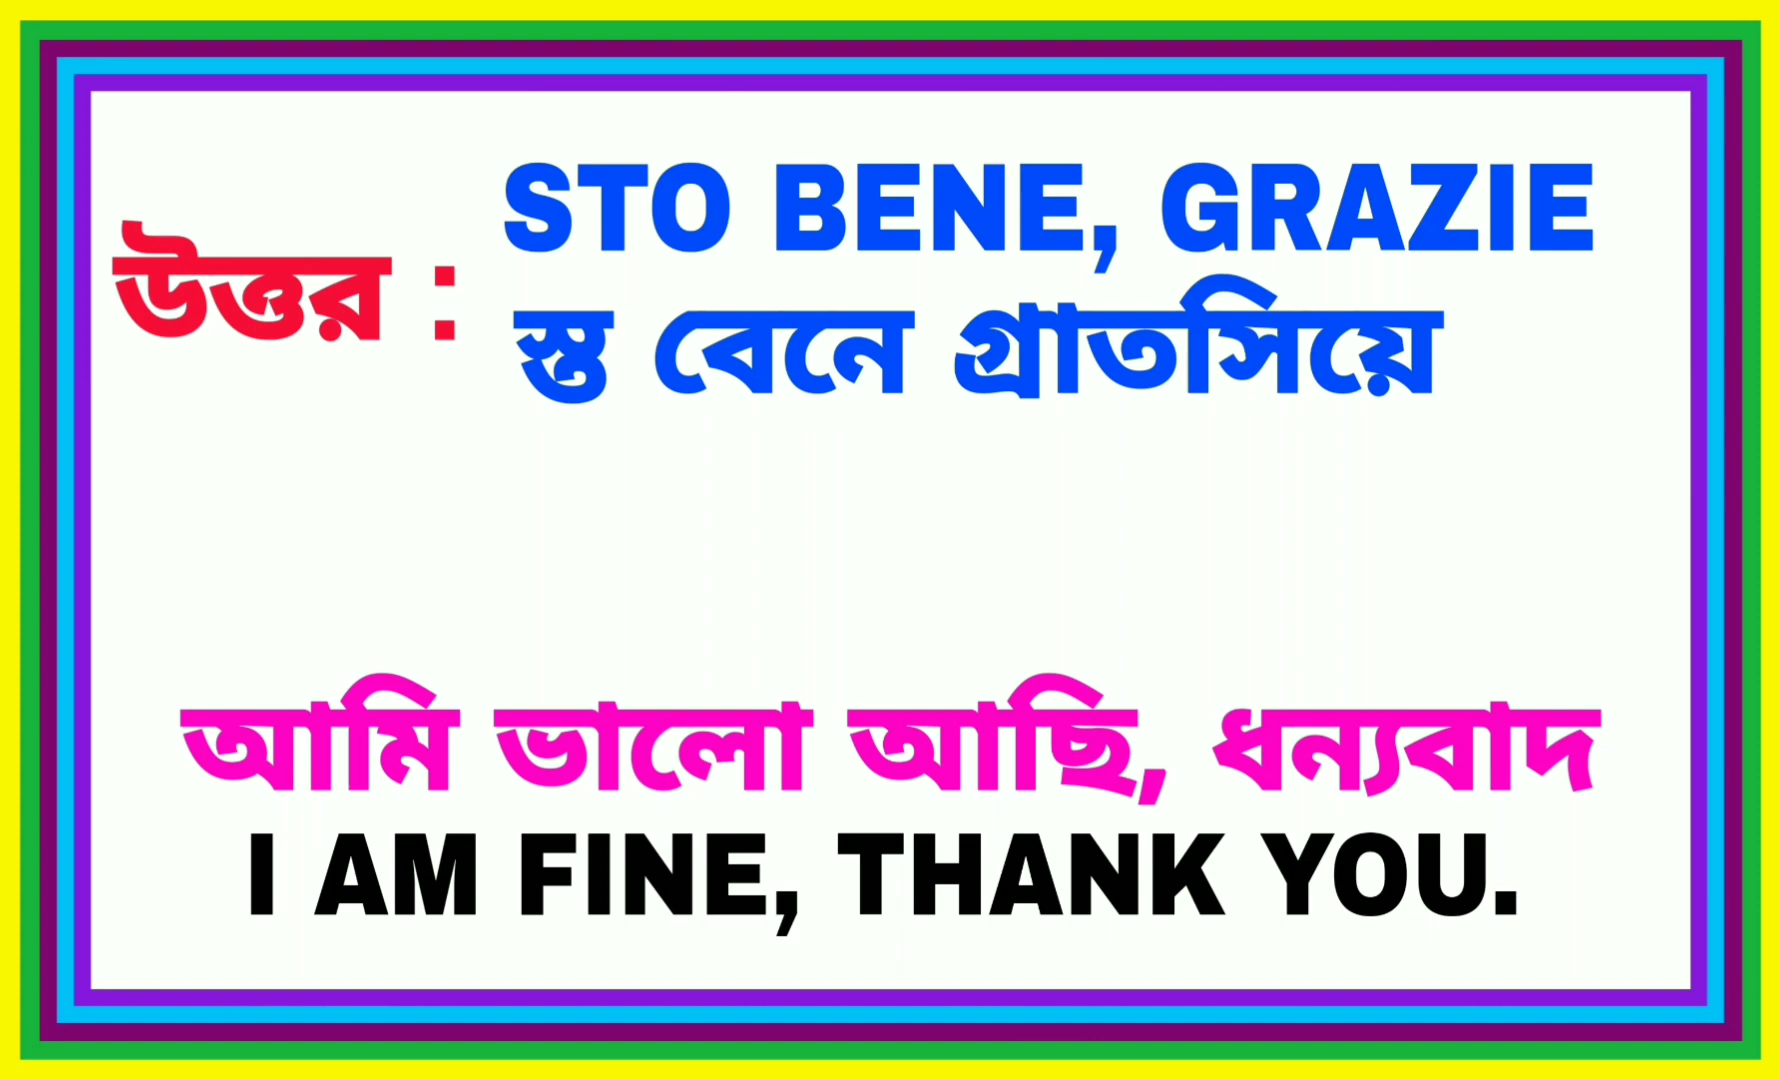 STO BENE, GRAZIE
উত্তর :
স্তু বেনে গ্রাতসিয়ে
আমি ভালো আছি, ধন্যবাদ
I AM FINE, THANK YOU.